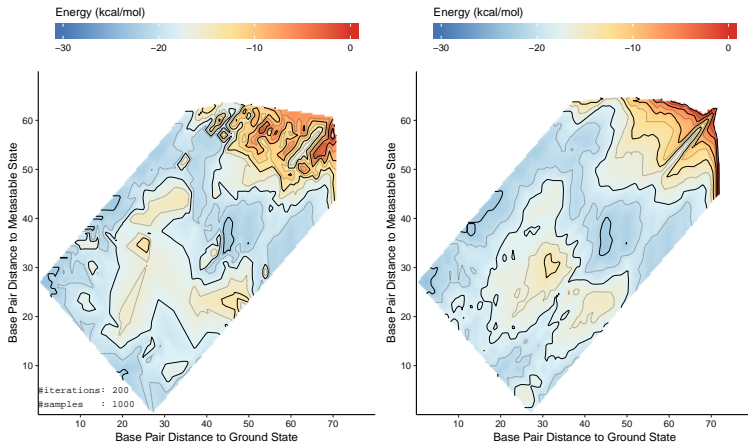 Energy (kcal/mol)
−30 −20 −10 0
Base Pair Distance to Metastable State
60
50
40
30
20
10
#iterations: 200
#samples : 1000
10 20 30 40 50 60 70
Base Pair Distance to Ground State
Energy (kcal/mol)
−30 −20 −10 0
Base Pair Distance to Metastable State
60
50
40
30
20
10
10 20 30 40 50 60 70
Base Pair Distance to Ground State